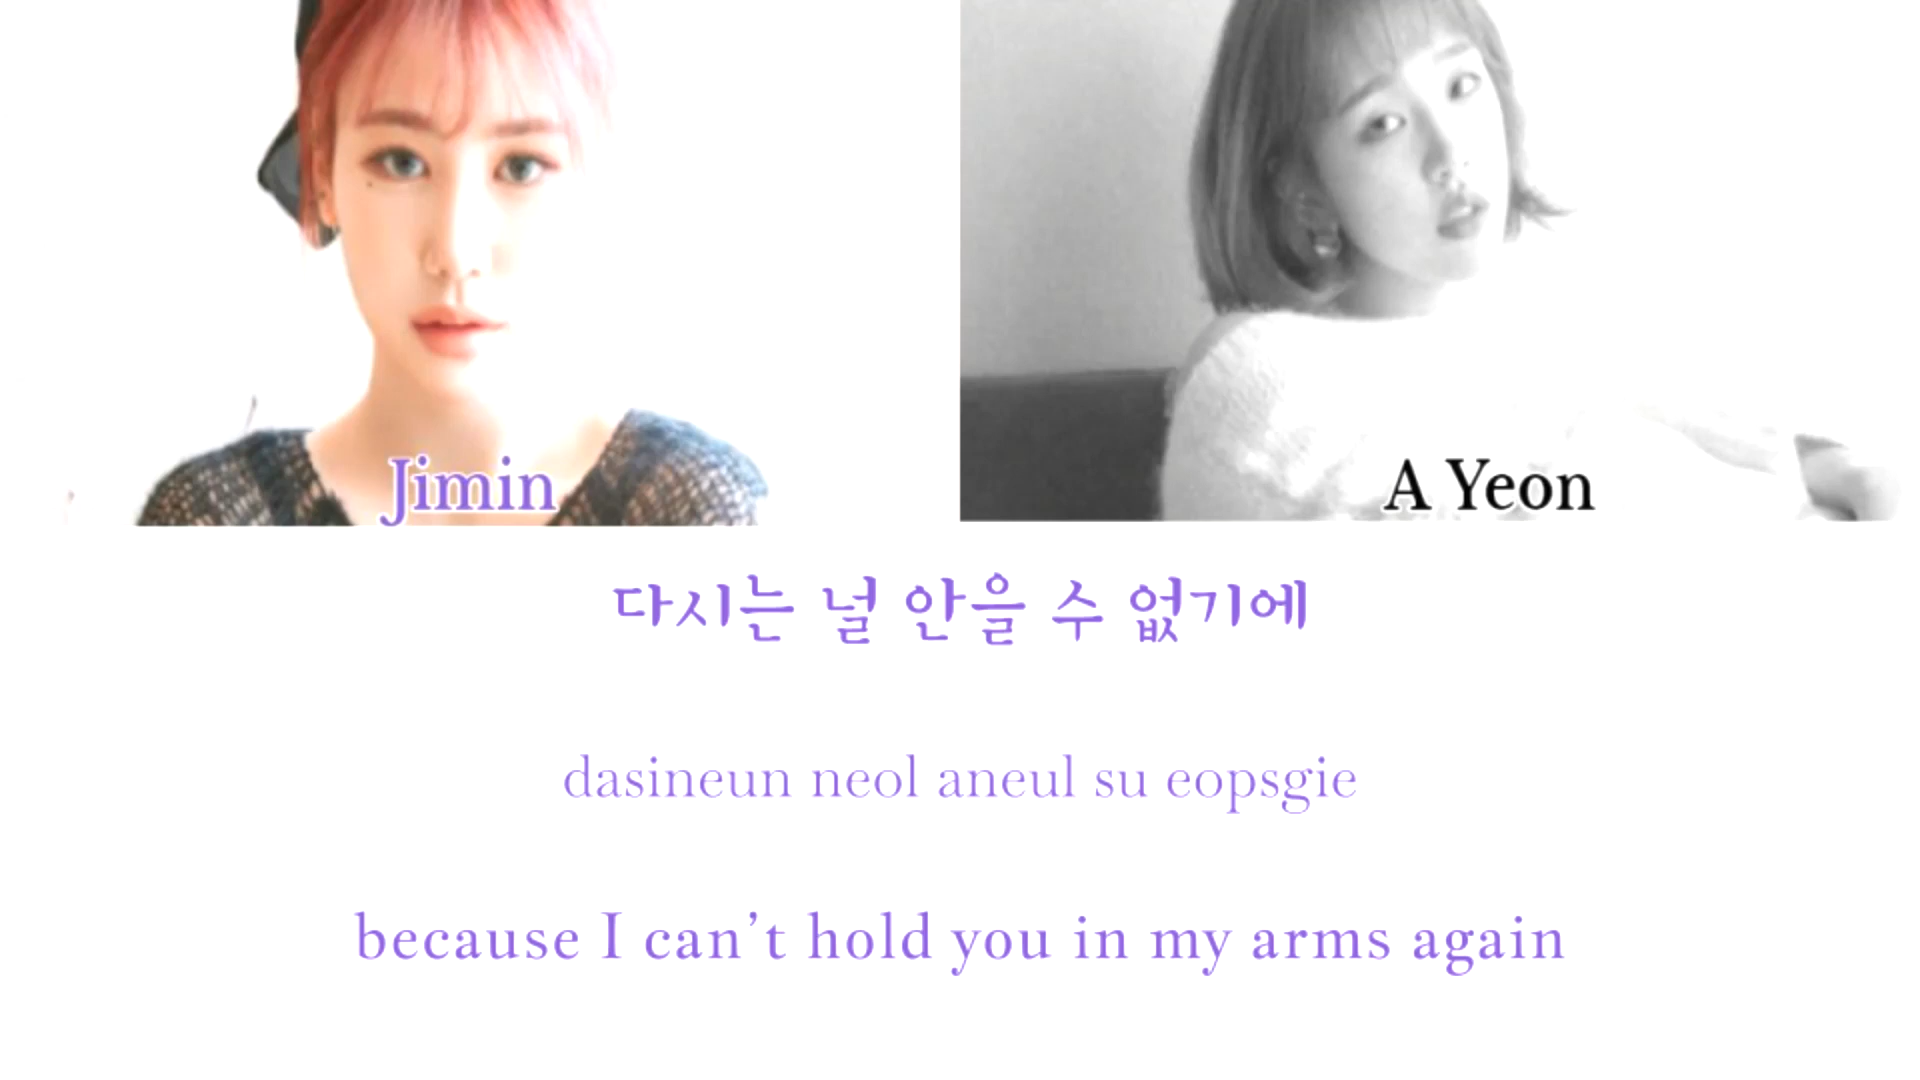 Jimin
A Yeon
다시는 널 안을 수 없기에
dasineun neol aneul su eopsgie
because I can’t hold you in my arms again